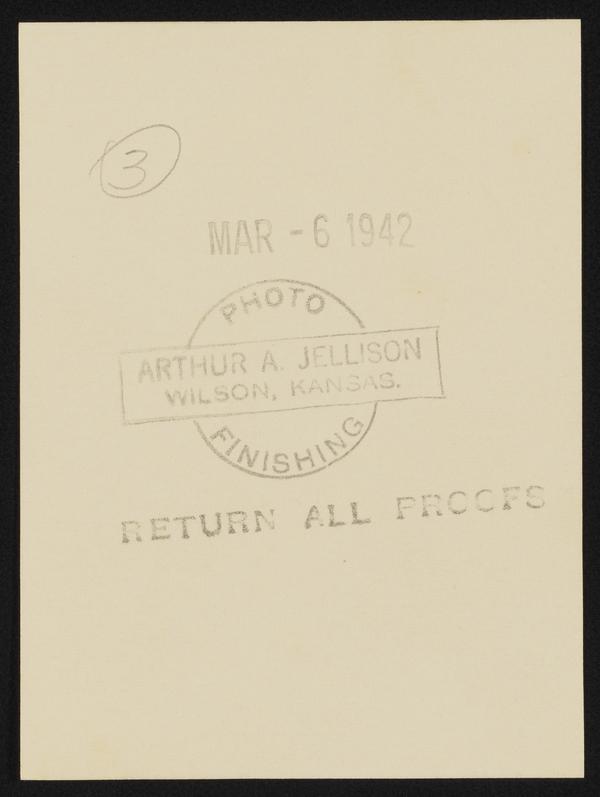 3
MAR - 6 1942
PHOTO
ARTHUR A. JELLISON
WILSON, KANSAS.
FINISHING
RETURN ALL PROOFS